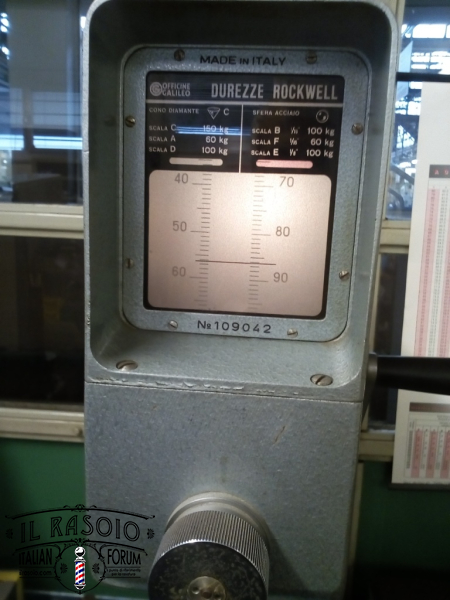 MADE IN ITALY
OFFICINE GALILEO DUREZZE ROCKWELL
CONO DIAMANTE C SFERA ACCIAIO
SCALA C 150 kg SCALA B 1/16 100 kg
SCALA A 60 kg SCALA F 1/16 60 kg
SCALA D 100 kg SCALA E 1/8 100 kg
40 70
50 80
60 90
№ 109042
IL RASOIO
ITALIAN FORUM